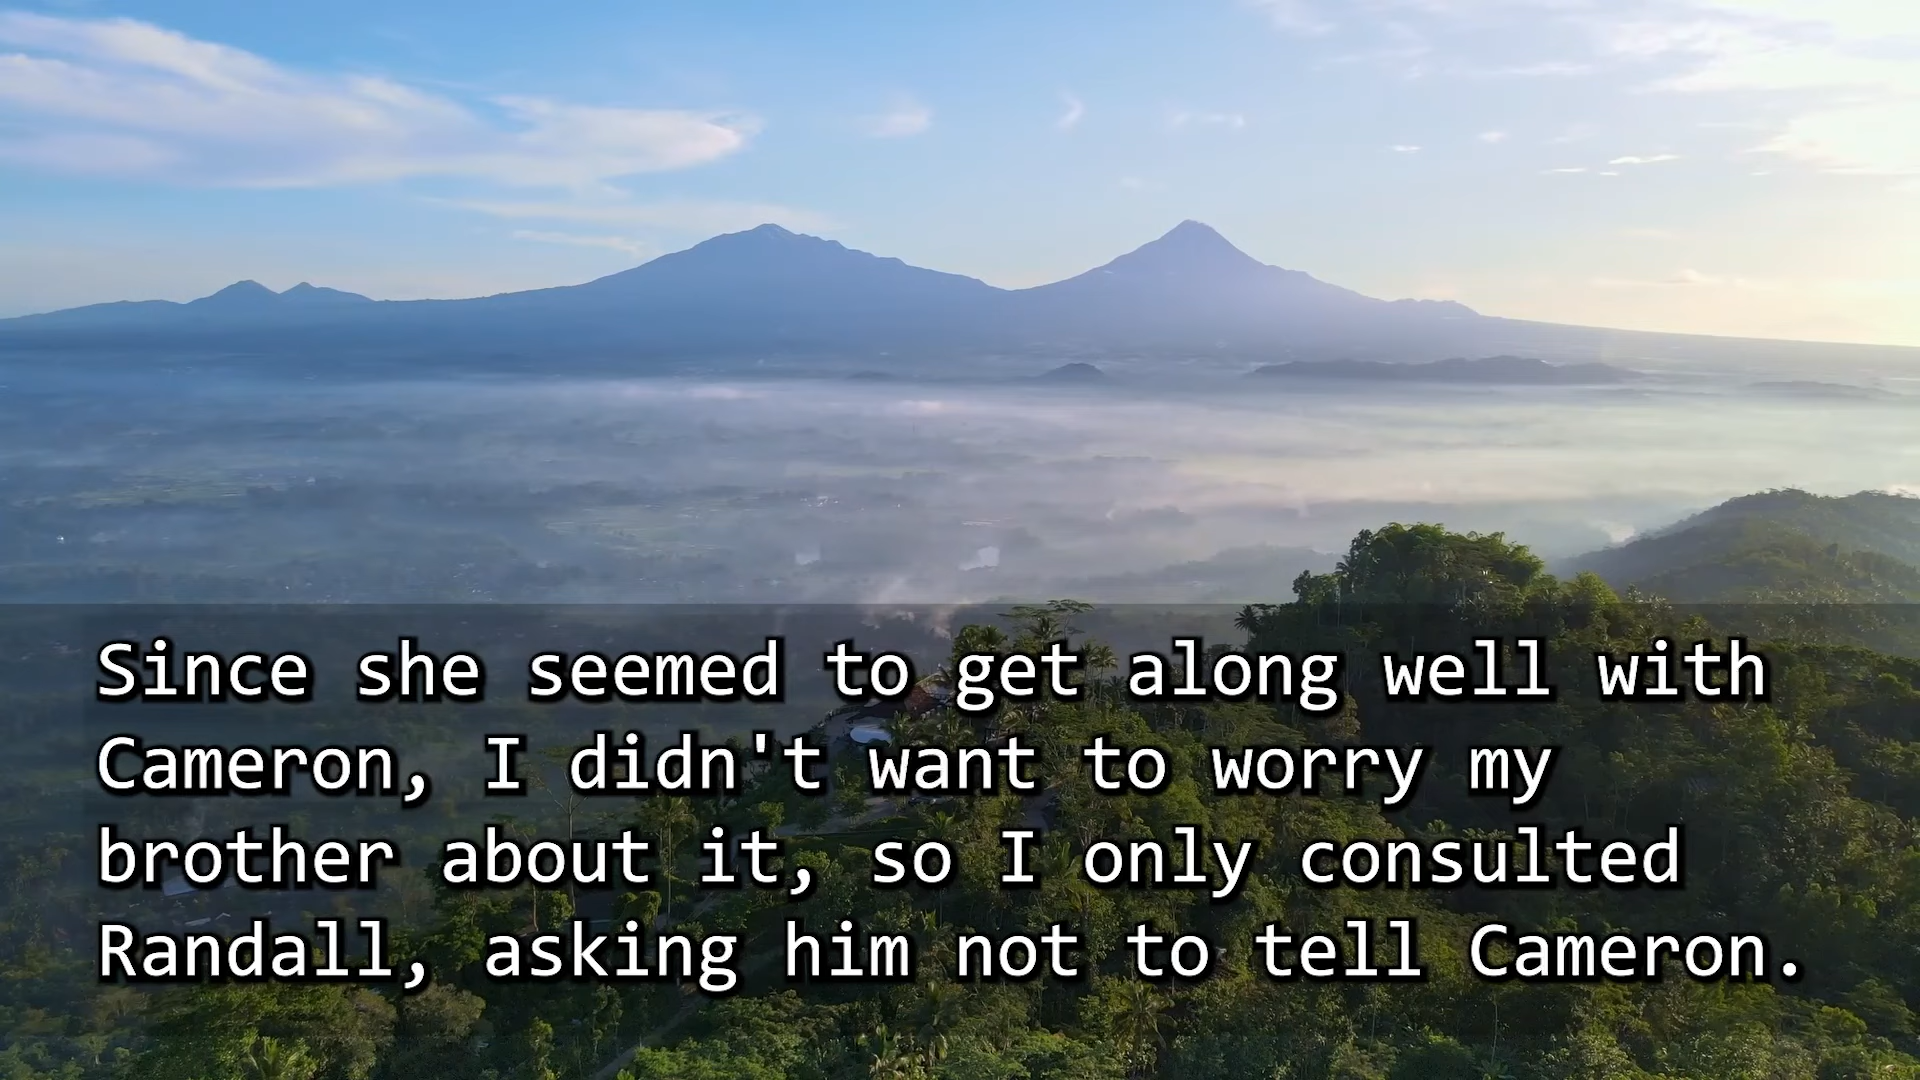 Since she seemed to get along well with
Cameron, I didn't want to worry my
brother about it, so I only consulted
Randall, asking him not to tell Cameron.